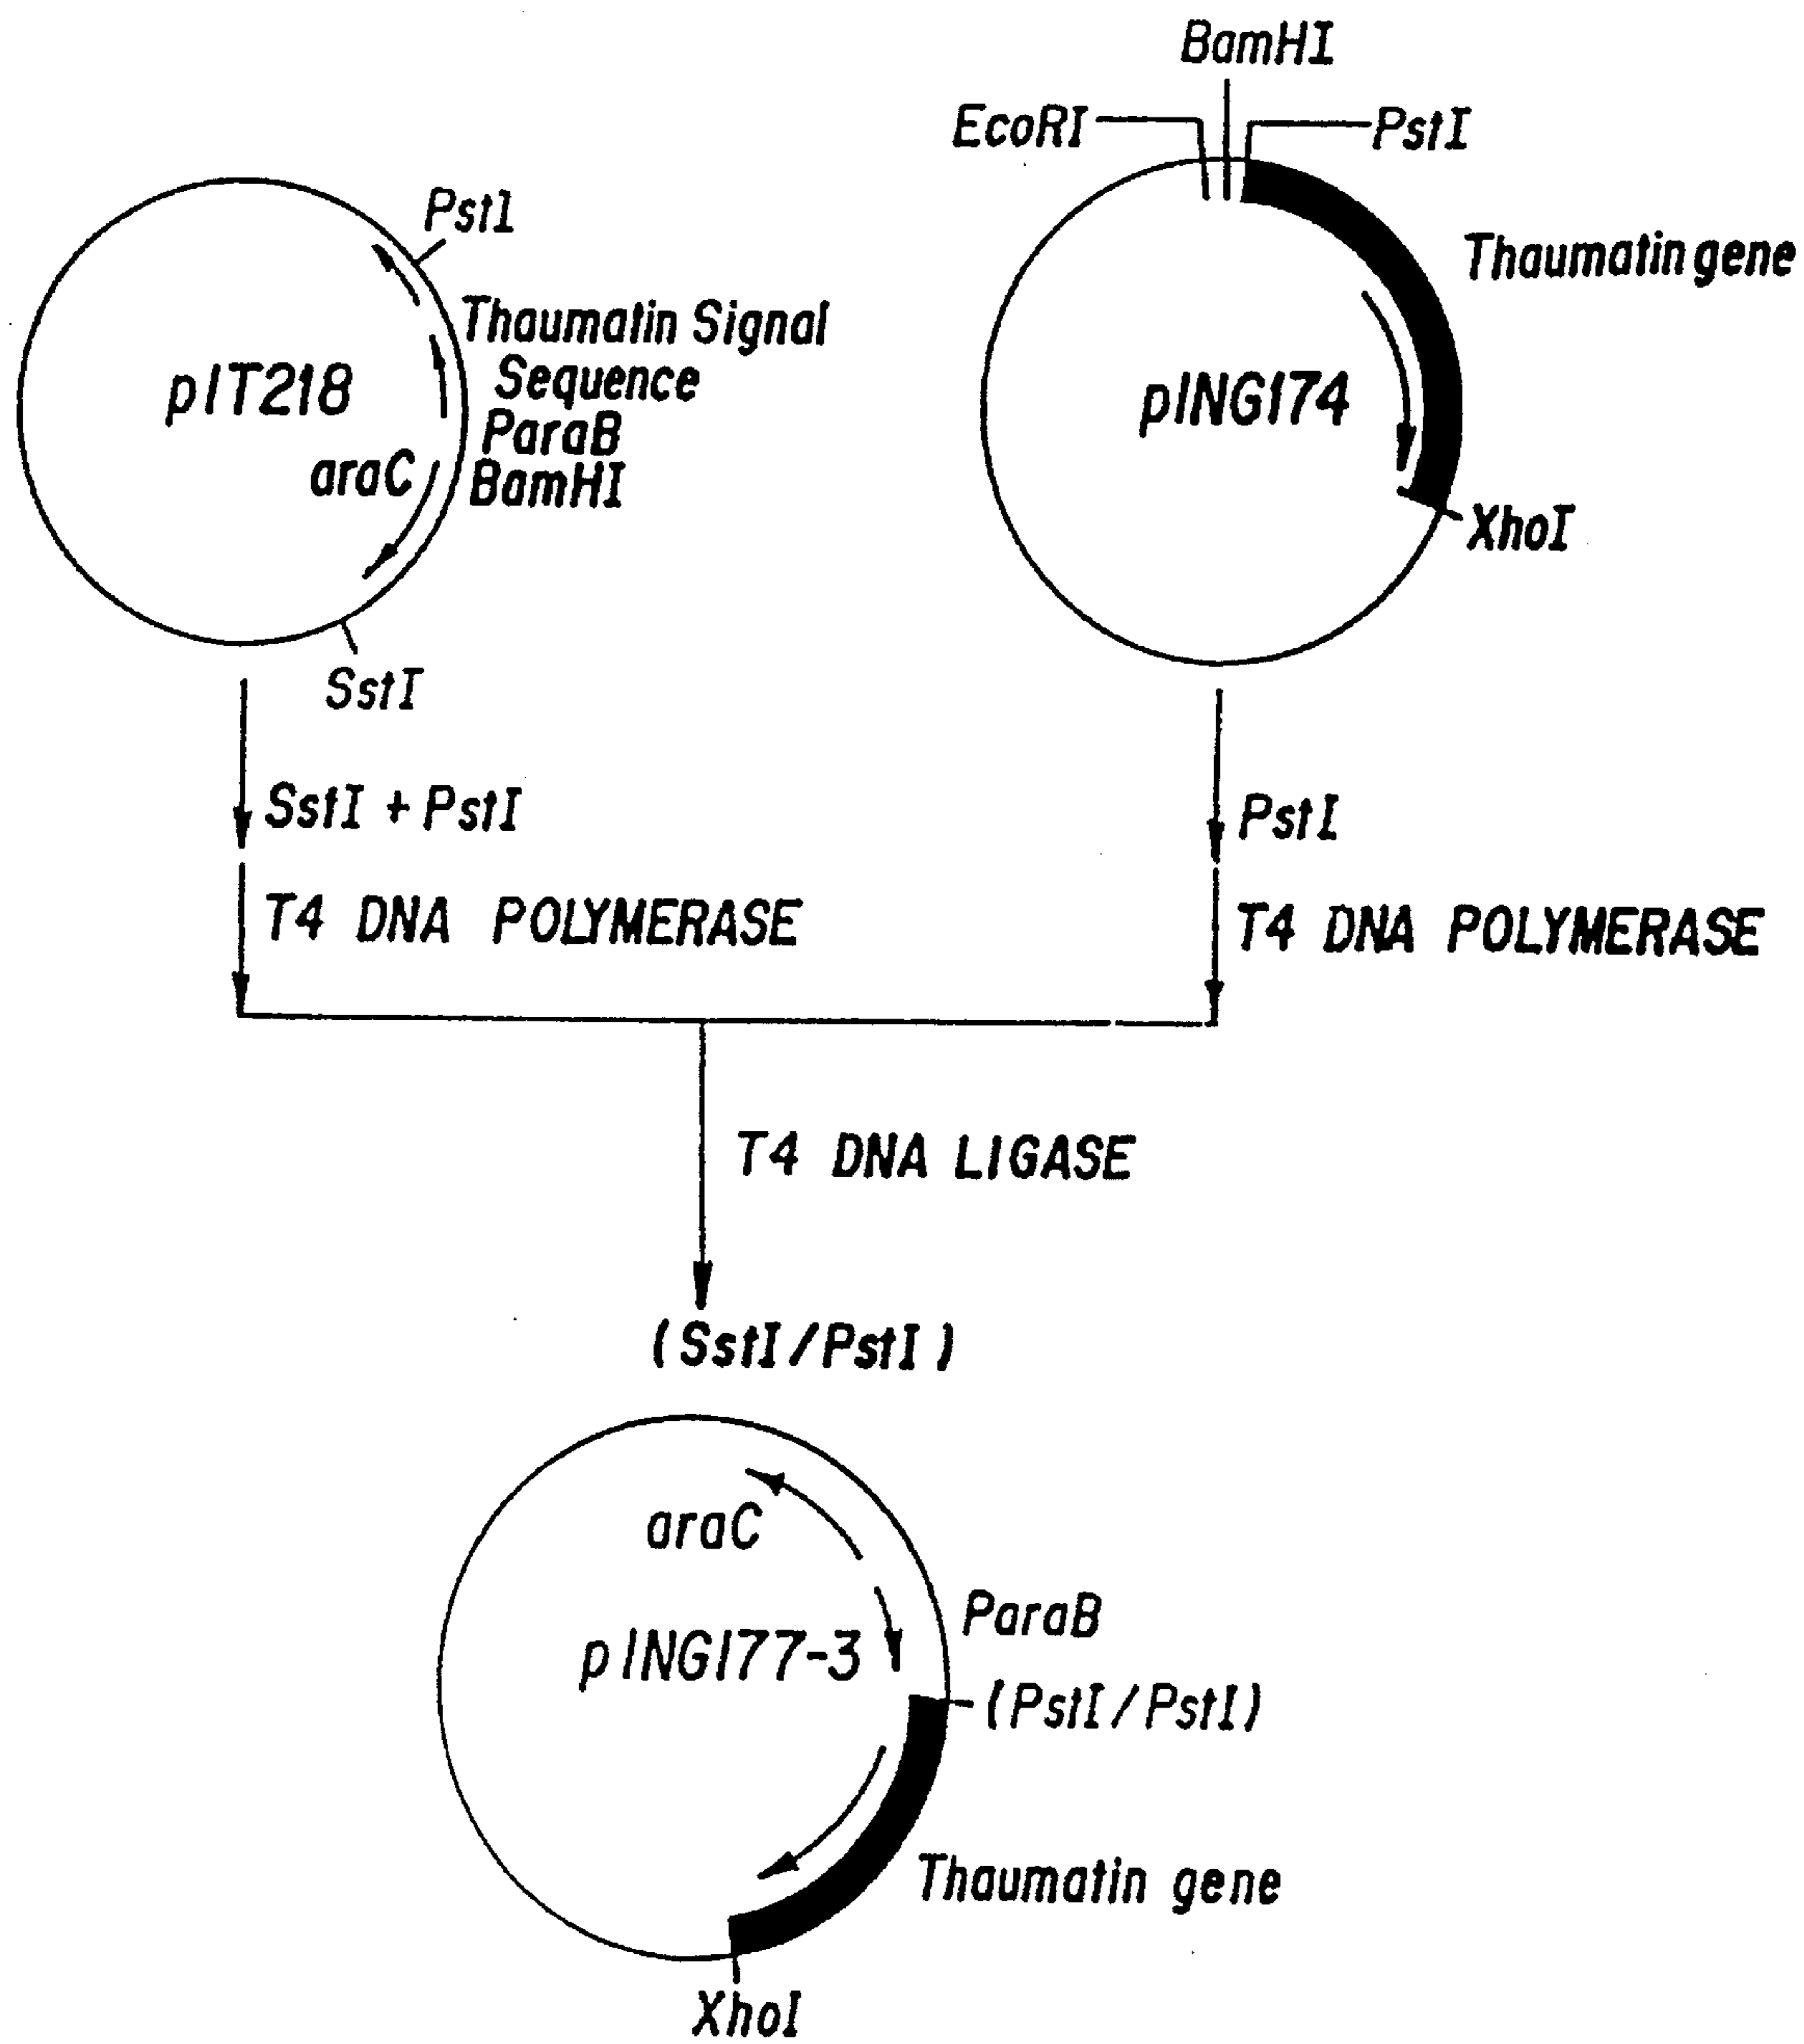 BamHI
EcoRI
PstI
PstI
Thaumatin gene
Thaumatin Signal
Sequence
ParaB
BamHI
pIT218
araC
pING174
XhoI
SstI
SstI + PstI
PstI
T4 DNA POLYMERASE
T4 DNA POLYMERASE
T4 DNA LIGASE
(SstI/PstI)
araC
ParaB
pING177-3
(PstI/PstI)
Thaumatin gene
XhoI